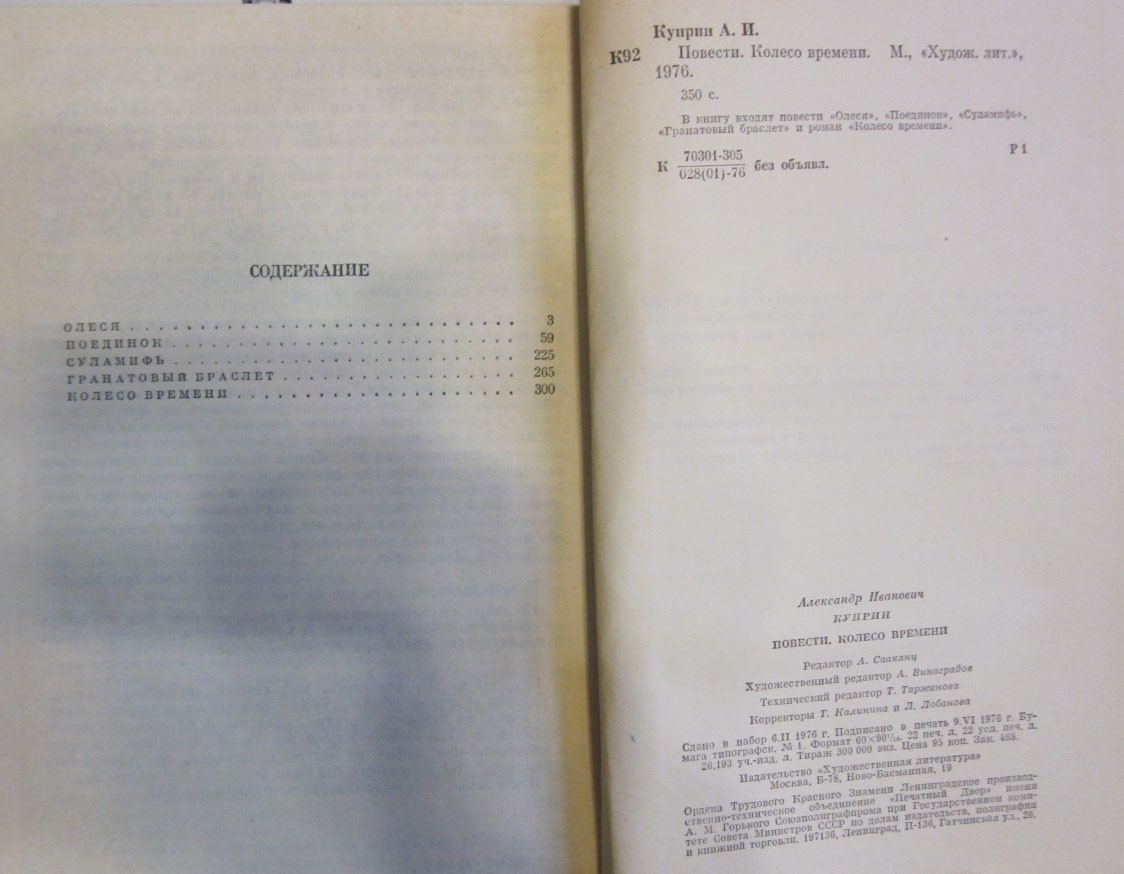 СОДЕРЖАНИЕ
ОЛЕСЯ . . . . . . . . . . . . . . . . . . . . . . . . . . . 3
ПОЕДИНОК . . . . . . . . . . . . . . . . . . . . . . . . 59
СУЛАМИФЬ . . . . . . . . . . . . . . . . . . . . . . . . 225
ГРАНАТОВЫЙ БРАСЛЕТ . . . . . . . . . . . . . . . . . 265
КОЛЕСО ВРЕМЕНИ . . . . . . . . . . . . . . . . . . . . 300
Куприн А. И.
К92 Повести. Колесо времени. М., «Худож. лит.»,
1976.
350 с.
В книгу входят повести «Олеся», «Поединок», «Суламифь»,
«Гранатовый браслет» и роман «Колесо времени».
К 70301-305 / 028(01)-76 без объявл.
Р1
Александр Иванович
КУПРИН
ПОВЕСТИ. КОЛЕСО ВРЕМЕНИ
Редактор А. Саакянц
Художественный редактор А. Виноградов
Технический редактор Т. Таржанова
Корректоры Т. Калинина и Л. Лобанова
Сдано в набор 6.II 1976 г. Подписано в печать 9.VI 1976 г. Бу-
мага типографск. № 1. Формат 60×90¹/₁₆. 22 печ. л. 22 усл. печ. л.
26,193 уч.-изд. л. Тираж 300 000 экз. Цена 95 коп. Зак. 468.
Издательство «Художественная литература»
Москва, Б-78, Ново-Басманная, 19
Ордена Трудового Красного Знамени Ленинградское производ-
ственно-техническое объединение «Печатный Двор» имени
А. М. Горького Союзполиграфпрома при Государственном коми-
тете Совета Министров СССР по делам издательств, полиграфии
и книжной торговли. 197136, Ленинград, П-136, Гатчинская ул., 26.